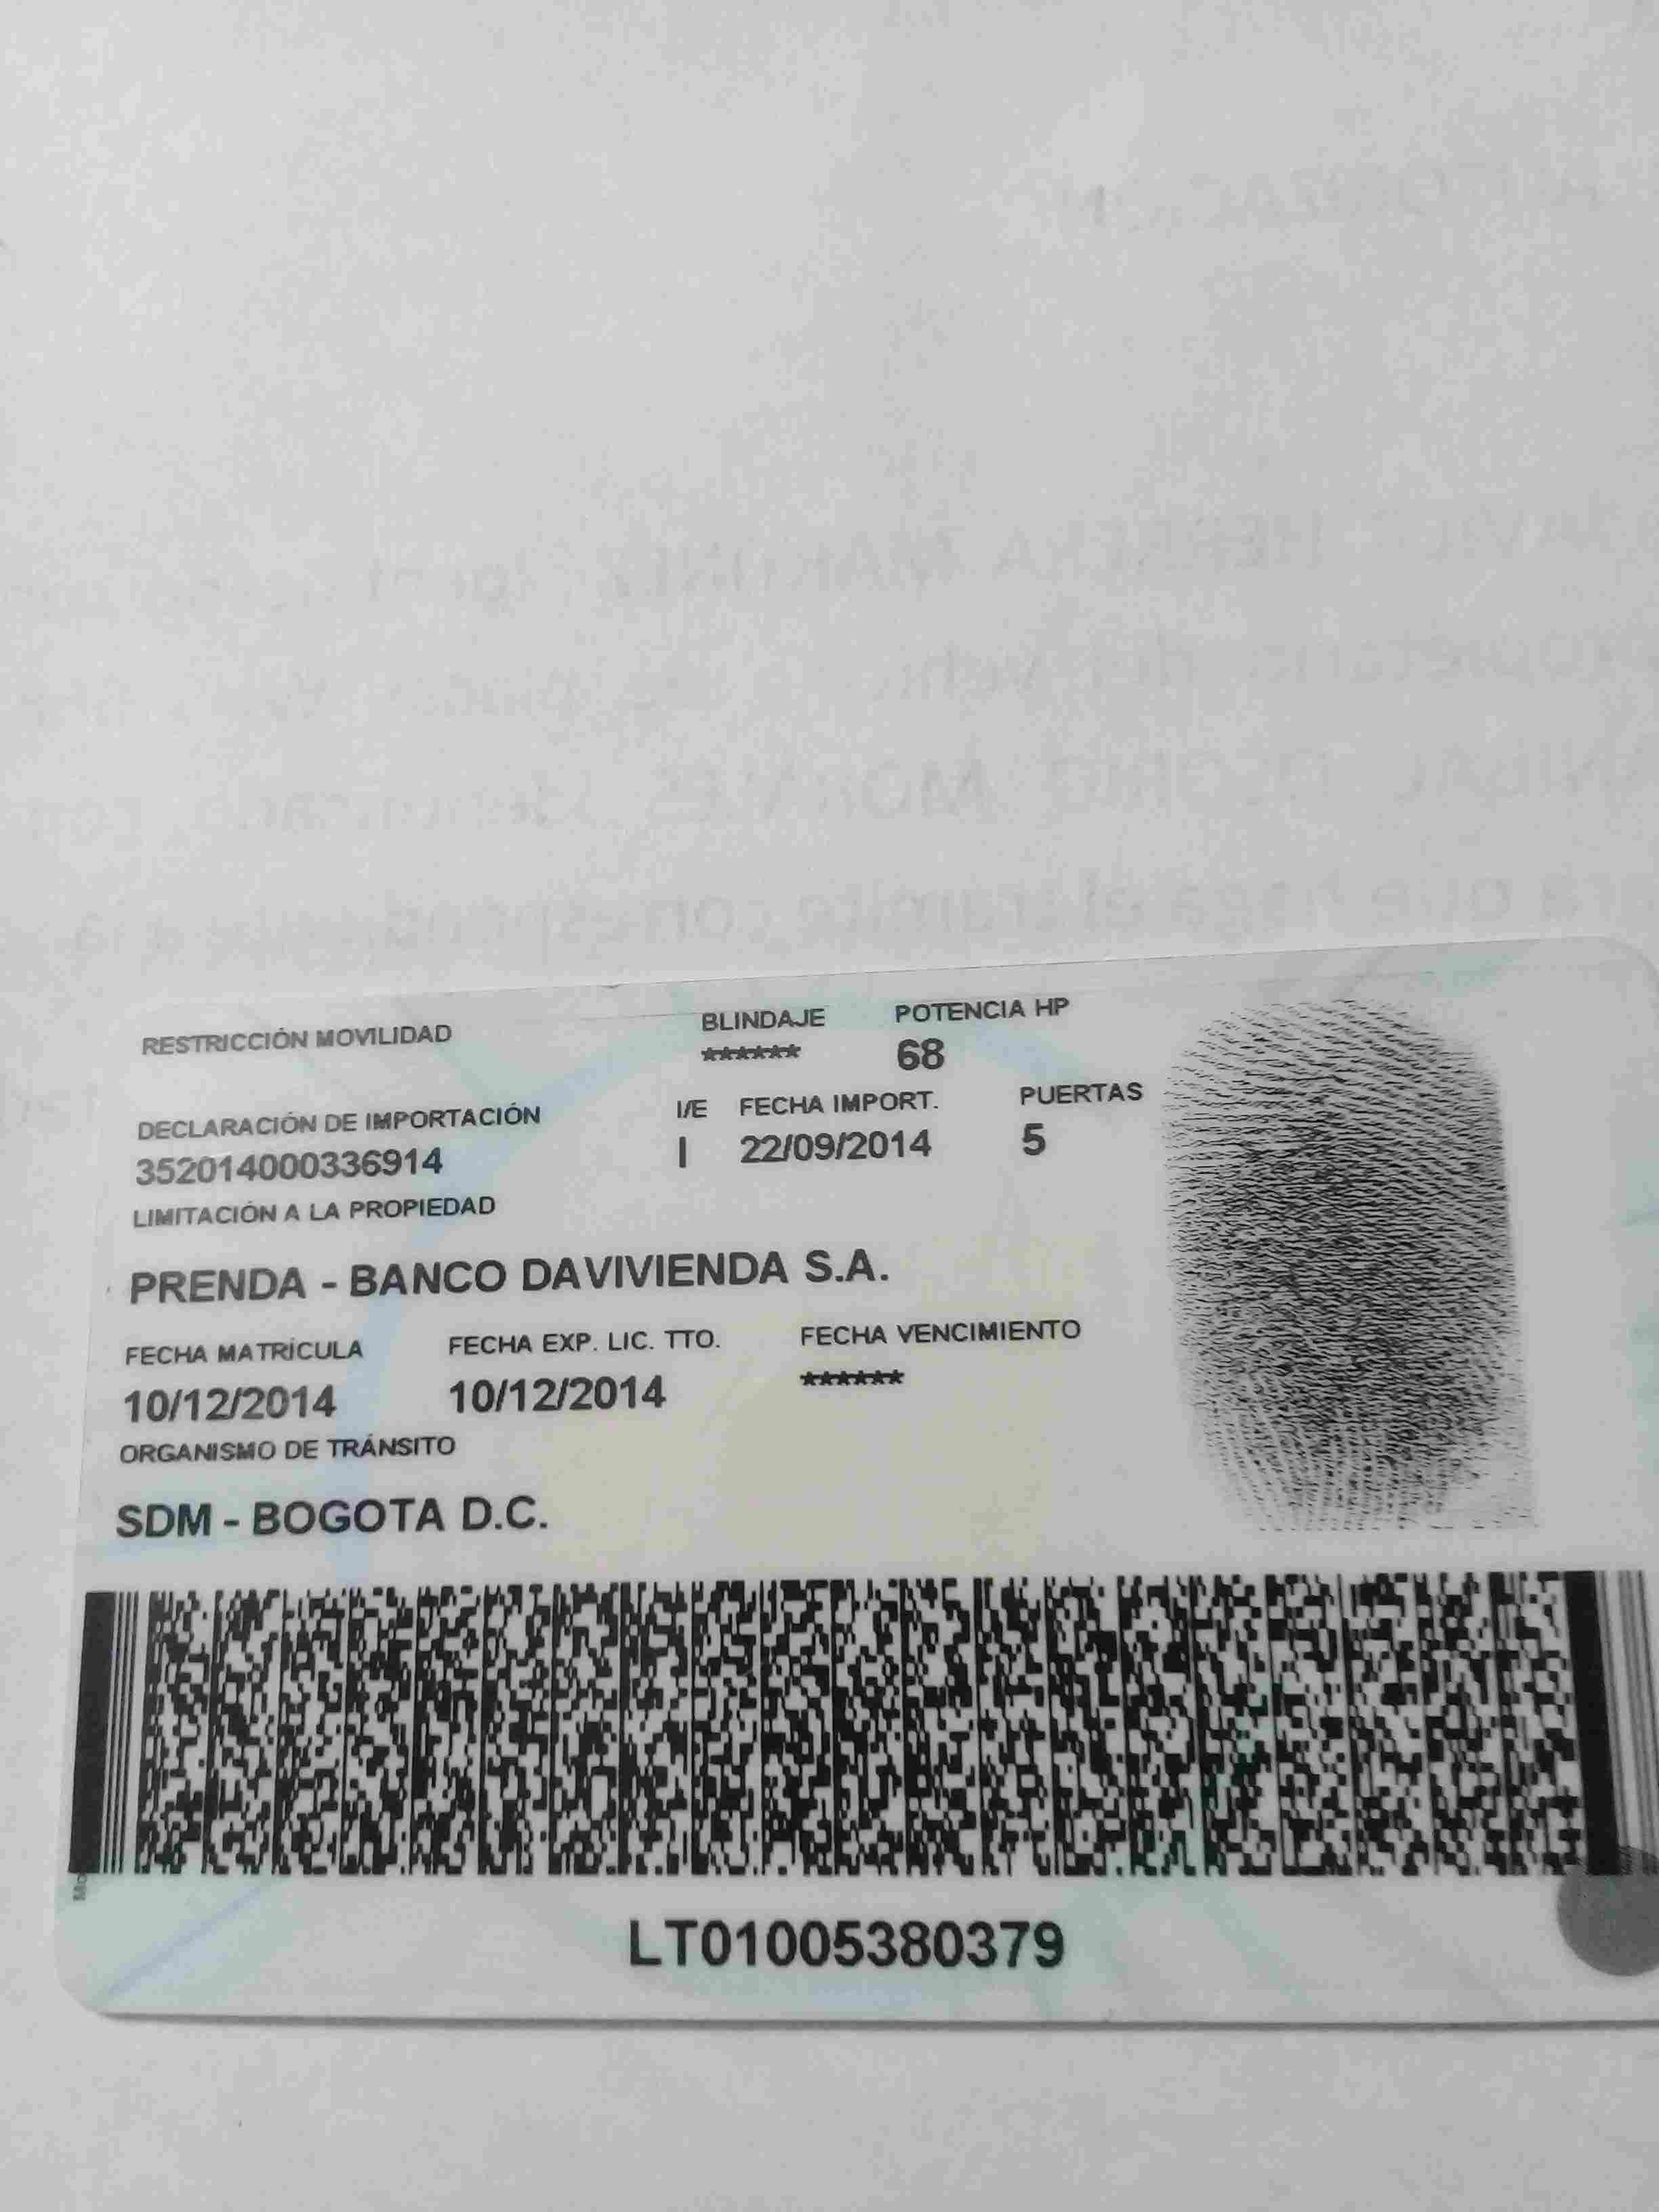 RESTRICCIÓN MOVILIDAD BLINDAJE POTENCIA HP
****** 68
DECLARACIÓN DE IMPORTACIÓN I/E FECHA IMPORT. PUERTAS
352014000336914 I 22/09/2014 5
LIMITACIÓN A LA PROPIEDAD
PRENDA - BANCO DAVIVIENDA S.A.
FECHA MATRÍCULA FECHA EXP. LIC. TTO. FECHA VENCIMIENTO
10/12/2014 10/12/2014 ******
ORGANISMO DE TRÁNSITO
SDM - BOGOTA D.C.
LT01005380379